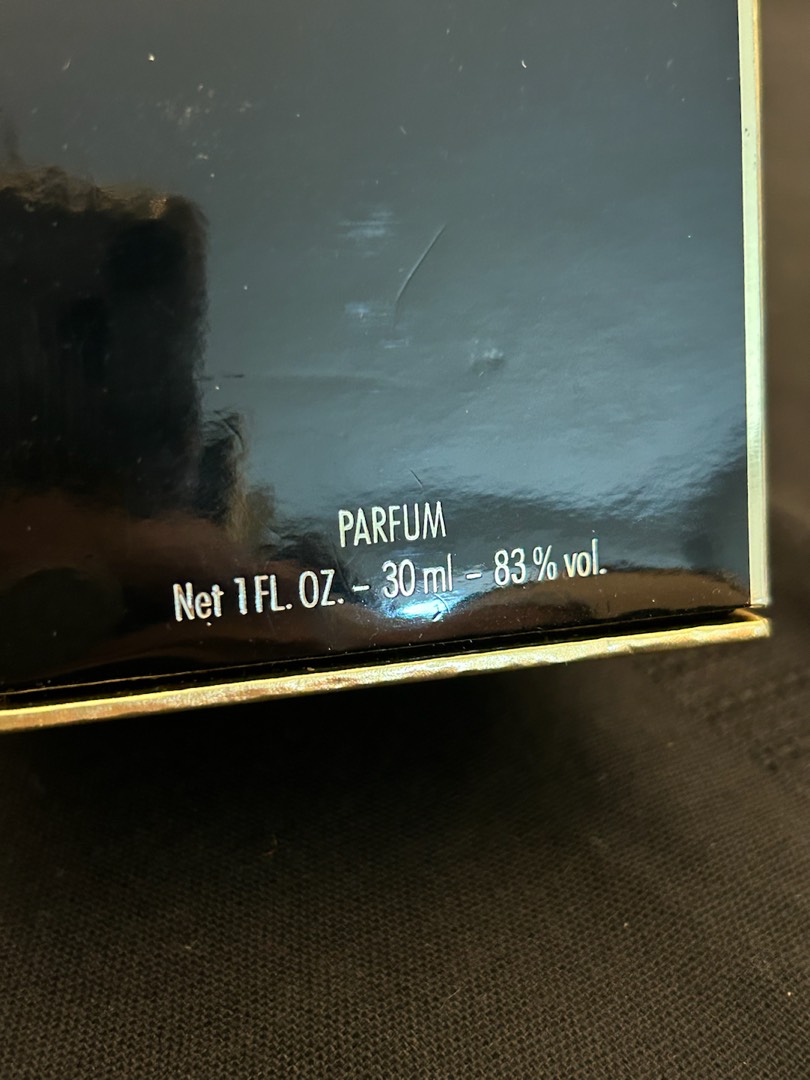 PARFUM
Net 1 FL. OZ. – 30 ml – 83 % vol.